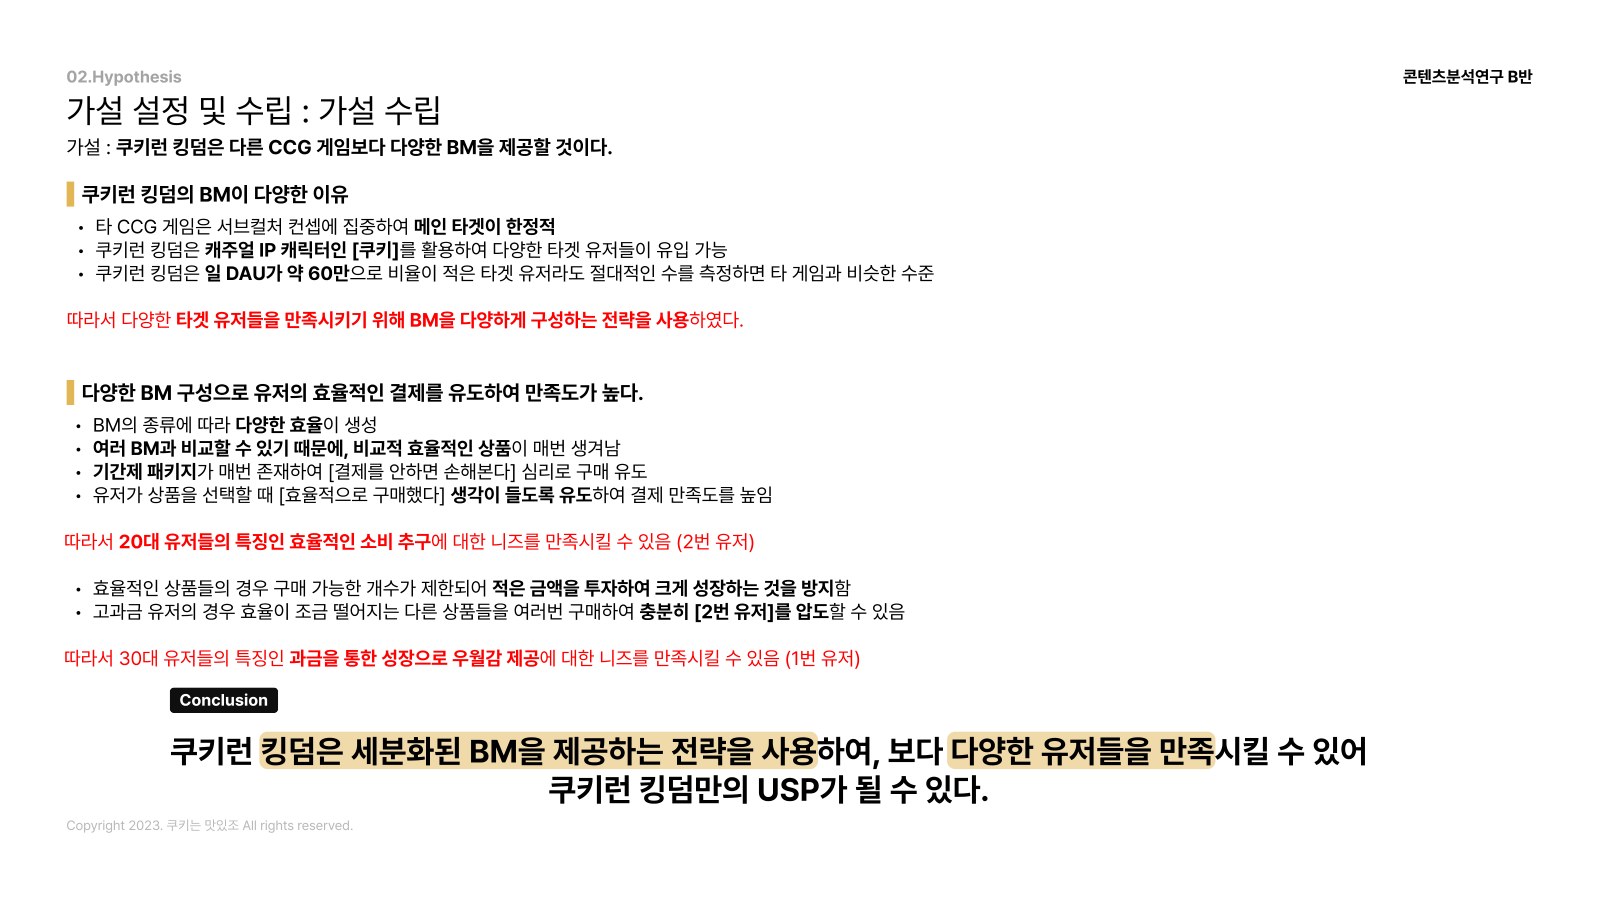 02.Hypothesis
콘텐츠분석연구 B반
가설 설정 및 수립 : 가설 수립
가설 : 쿠키런 킹덤은 다른 CCG 게임보다 다양한 BM을 제공할 것이다.
쿠키런 킹덤의 BM이 다양한 이유
• 타 CCG 게임은 서브컬처 컨셉에 집중하여 메인 타겟이 한정적
• 쿠키런 킹덤은 캐주얼 IP 캐릭터인 [쿠키]를 활용하여 다양한 타겟 유저들이 유입 가능
• 쿠키런 킹덤은 일 DAU가 약 60만으로 비율이 적은 타겟 유저라도 절대적인 수를 측정하면 타 게임과 비슷한 수준
따라서 다양한 타겟 유저들을 만족시키기 위해 BM을 다양하게 구성하는 전략을 사용하였다.
다양한 BM 구성으로 유저의 효율적인 결제를 유도하여 만족도가 높다.
• BM의 종류에 따라 다양한 효율이 생성
• 여러 BM과 비교할 수 있기 때문에, 비교적 효율적인 상품이 매번 생겨남
• 기간제 패키지가 매번 존재하여 [결제를 안하면 손해본다] 심리로 구매 유도
• 유저가 상품을 선택할 때 [효율적으로 구매했다] 생각이 들도록 유도하여 결제 만족도를 높임
따라서 20대 유저들의 특징인 효율적인 소비 추구에 대한 니즈를 만족시킬 수 있음 (2번 유저)
• 효율적인 상품들의 경우 구매 가능한 개수가 제한되어 적은 금액을 투자하여 크게 성장하는 것을 방지함
• 고과금 유저의 경우 효율이 조금 떨어지는 다른 상품들을 여러번 구매하여 충분히 [2번 유저]를 압도할 수 있음
따라서 30대 유저들의 특징인 과금을 통한 성장으로 우월감 제공에 대한 니즈를 만족시킬 수 있음 (1번 유저)
Conclusion
쿠키런 킹덤은 세분화된 BM을 제공하는 전략을 사용하여, 보다 다양한 유저들을 만족시킬 수 있어
쿠키런 킹덤만의 USP가 될 수 있다.
Copyright 2023. 쿠키는 맛있조 All rights reserved.